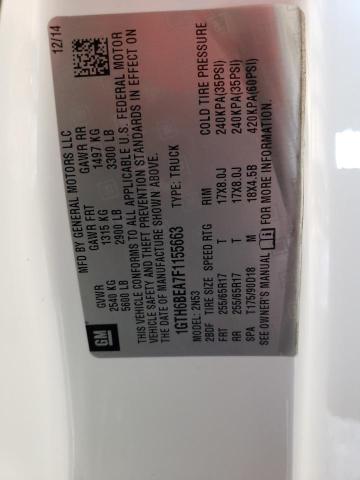 MFD BY GENERAL MOTORS LLC
12/14
GM
GVWR GAWR FRT GAWR RR
2540 KG 1315 KG 1497 KG
5600 LB 2900 LB 3300 LB
THIS VEHICLE CONFORMS TO ALL APPLICABLE U.S. FEDERAL MOTOR
VEHICLE SAFETY AND THEFT PREVENTION STANDARDS IN EFFECT ON
THE DATE OF MANUFACTURE SHOWN ABOVE.
1GTH6BEA7F1155663 TYPE: TRUCK
MODEL: 2N53
2BDF TIRE SIZE SPEED RTG RIM COLD TIRE PRESSURE
FRT 255/65R17 T 17X8.0J 240KPA(35PSI)
RR 255/65R17 T 17X8.0J 240KPA(35PSI)
SPA T175/90D18 M 18X4.5B 420KPA(60PSI)
SEE OWNER'S MANUAL FOR MORE INFORMATION.